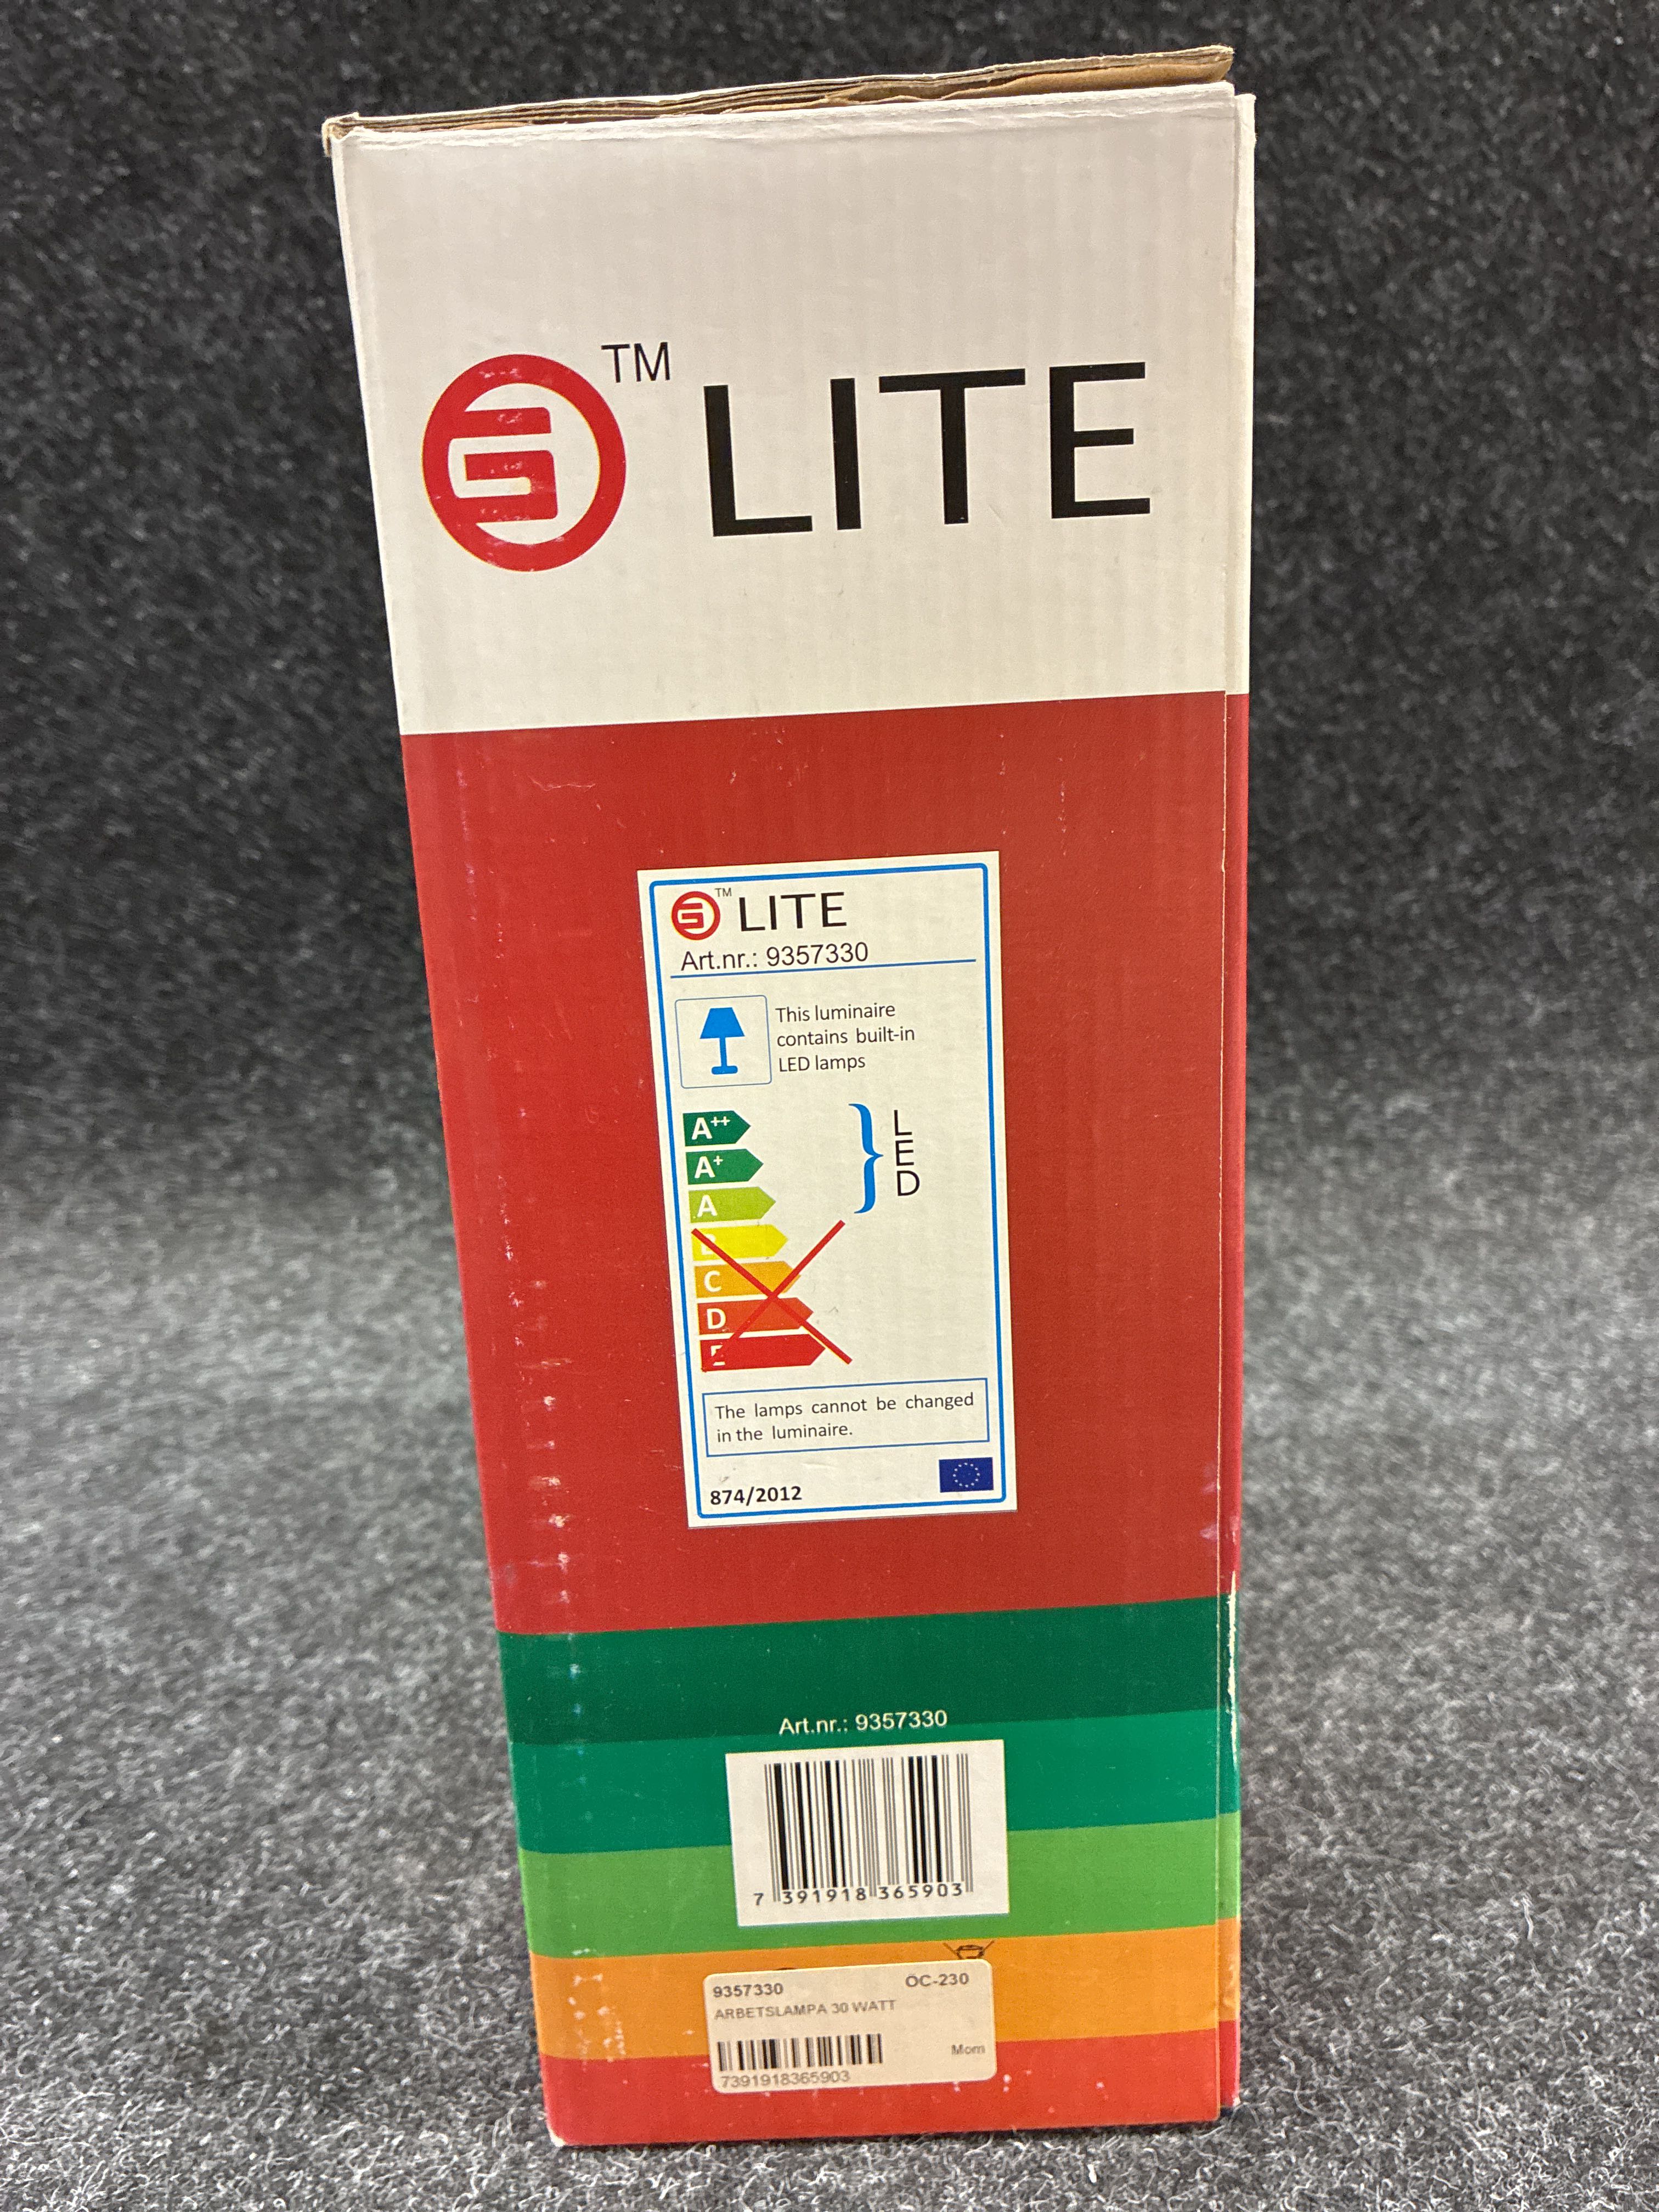 TM
LITE
TM
LITE
Art.nr.: 9357330
This luminaire
contains built-in
LED lamps
A++
A+
A
C
D
E
LED
The lamps cannot be changed
in the luminaire.
874/2012
Art.nr.: 9357330
7 391918 365903
9357330 ÖC-230
ARBETSLAMPA 30 WATT
Mom
7391918365903